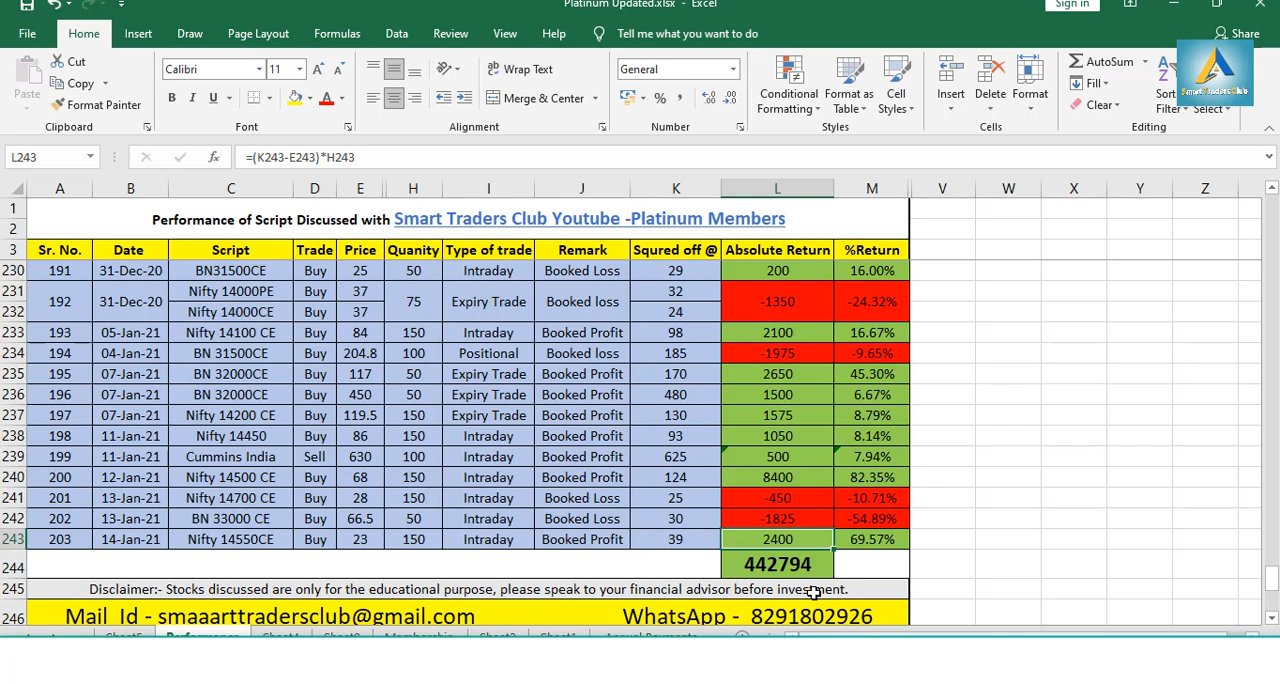 Platinum Updated.xlsx - Excel
Sign in
File Home Insert Draw Page Layout Formulas Data Review View Help Tell me what you want to do Share
Paste
Cut
Copy
Format Painter
Calibri 11
B I U
Wrap Text
Merge & Center
General
Conditional Formatting
Format as Table
Cell Styles
Insert Delete Format
AutoSum
Fill
Clear
Sort
Filter Select
Smart Traders Club
Clipboard Font Alignment Number Styles Cells Editing
L243 fx =(K243-E243)*H243
A B C D E H I J K L M V W X Y Z
1
2 Performance of Script Discussed with Smart Traders Club Youtube -Platinum Members
3 Sr. No. Date Script Trade Price Quanity Type of trade Remark Squred off @ Absolute Return %Return
230 191 31-Dec-20 BN31500CE Buy 25 50 Intraday Booked Loss 29 200 16.00%
231 192 31-Dec-20 Nifty 14000PE Buy 37 75 Expiry Trade Booked loss 32 -1350 -24.32%
232 Nifty 14000CE Buy 37 24
233 193 05-Jan-21 Nifty 14100 CE Buy 84 150 Intraday Booked Profit 98 2100 16.67%
234 194 04-Jan-21 BN 31500CE Buy 204.8 100 Positional Booked loss 185 -1975 -9.65%
235 195 07-Jan-21 BN 32000CE Buy 117 50 Expiry Trade Booked Profit 170 2650 45.30%
236 196 07-Jan-21 BN 32000CE Buy 450 50 Expiry Trade Booked Profit 480 1500 6.67%
237 197 07-Jan-21 Nifty 14200 CE Buy 119.5 150 Expiry Trade Booked Profit 130 1575 8.79%
238 198 11-Jan-21 Nifty 14450 Buy 86 150 Intraday Booked Profit 93 1050 8.14%
239 199 11-Jan-21 Cummins India Sell 630 100 Intraday Booked Profit 625 500 7.94%
240 200 12-Jan-21 Nifty 14500 CE Buy 68 150 Intraday Booked Profit 124 8400 82.35%
241 201 13-Jan-21 Nifty 14700 CE Buy 28 150 Intraday Booked Loss 25 -450 -10.71%
242 202 13-Jan-21 BN 33000 CE Buy 66.5 50 Intraday Booked Loss 30 -1825 -54.89%
243 203 14-Jan-21 Nifty 14550CE Buy 23 150 Intraday Booked Profit 39 2400 69.57%
244 442794
245 Disclaimer:- Stocks discussed are only for the educational purpose, please speak to your financial advisor before investment.
246 Mail Id - smaaarttradersclub@gmail.com WhatsApp - 8291802926
Performance Membership Sheet2 Sheet1 Annual Payments